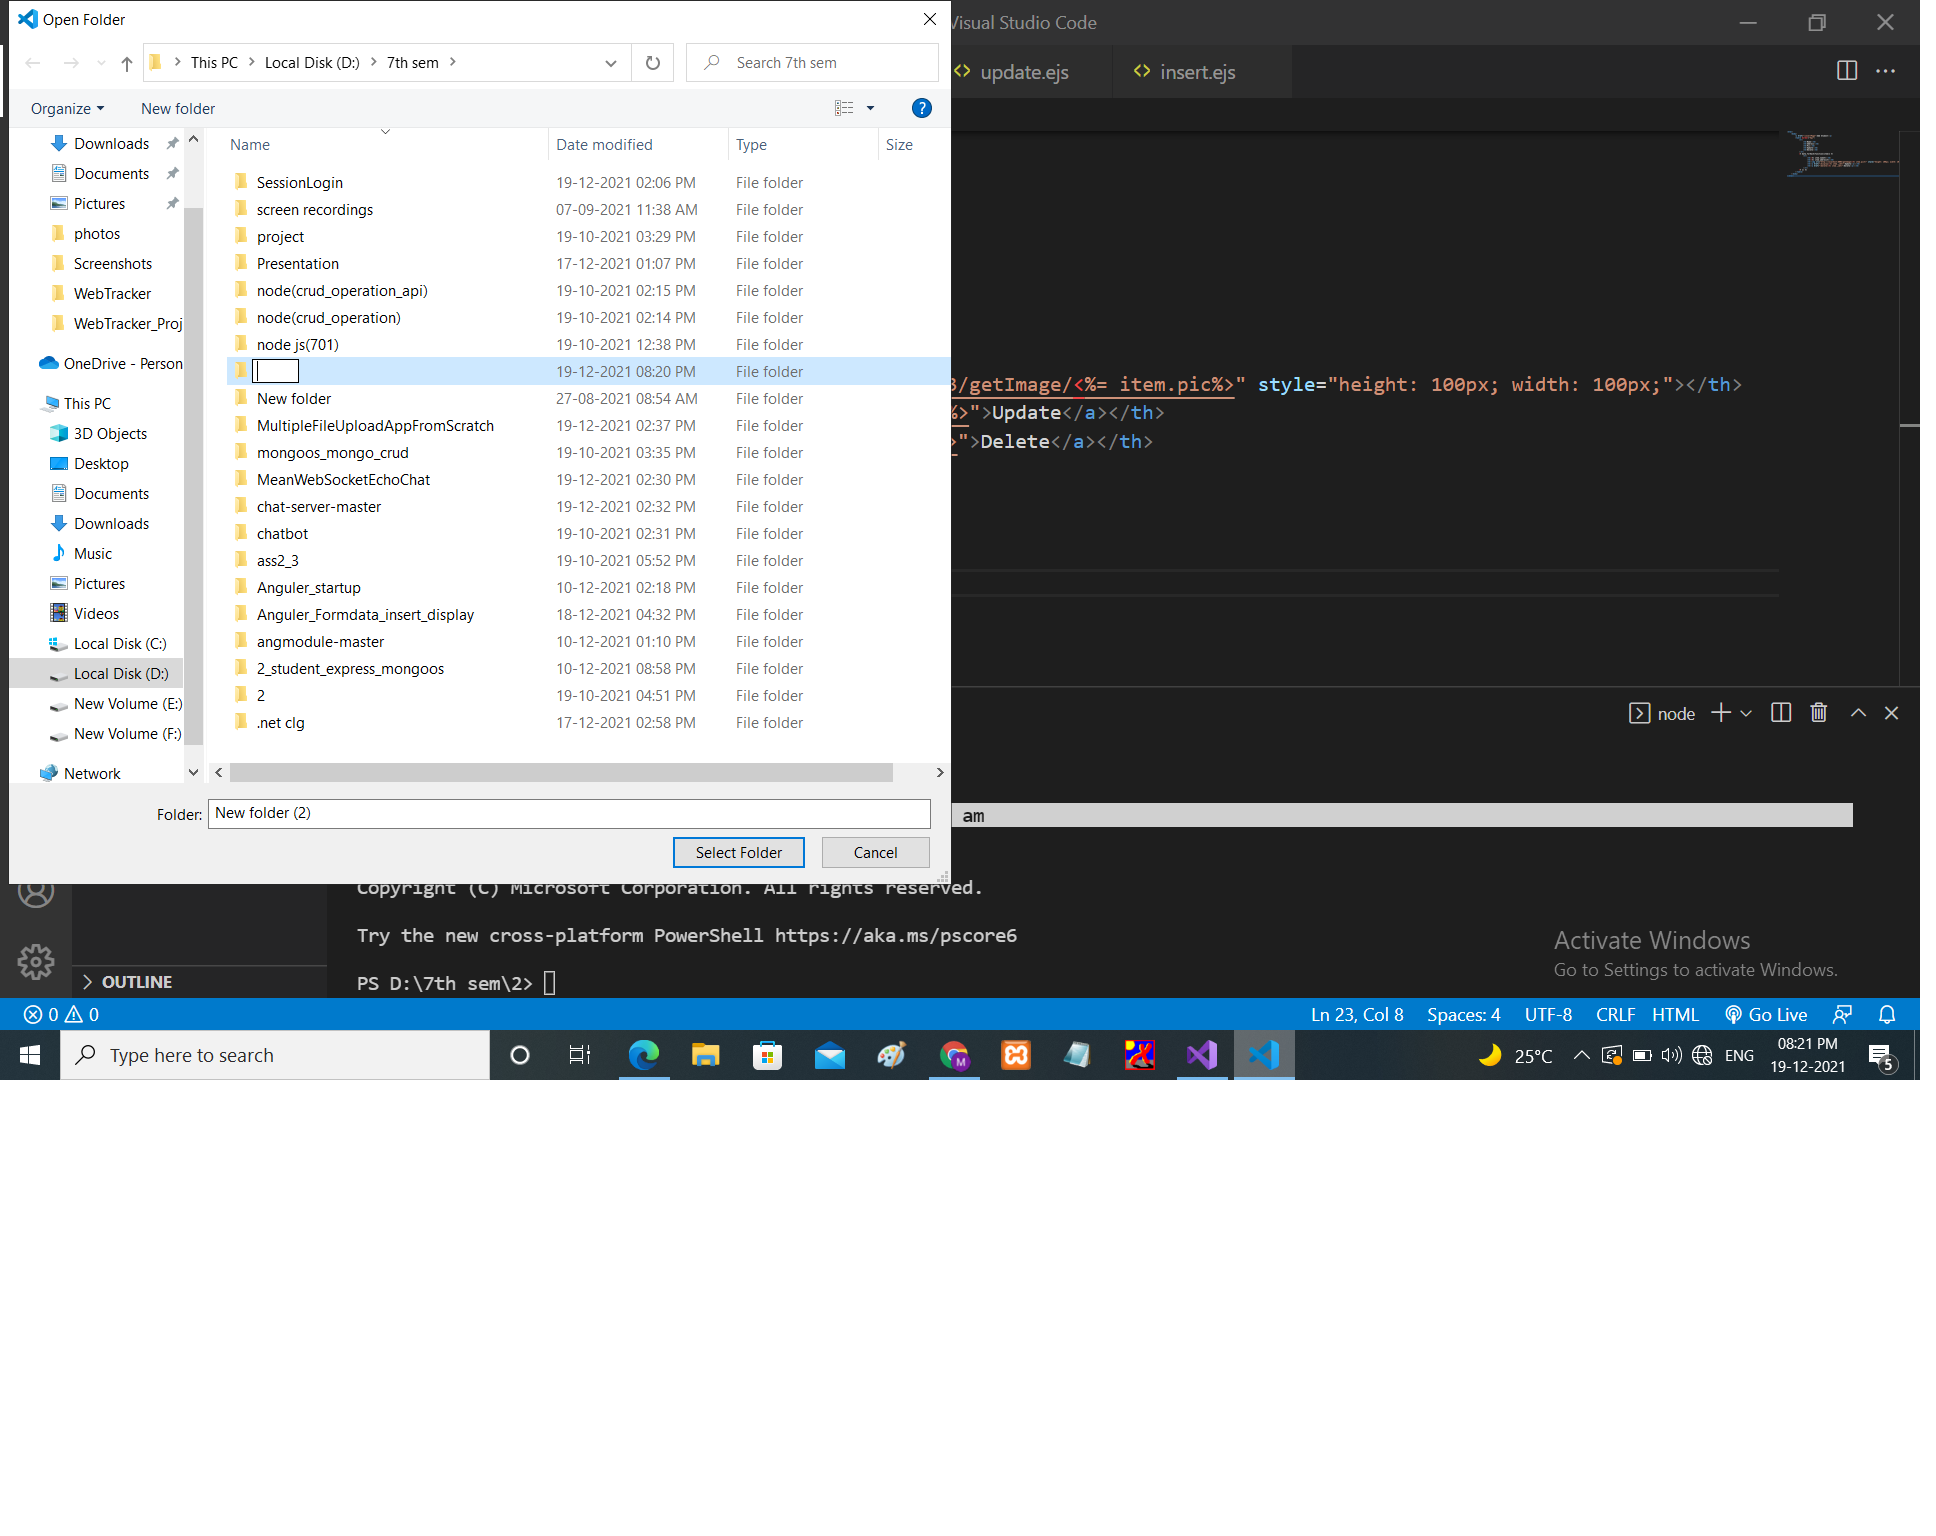 Open Folder
Visual Studio Code
This PC > Local Disk (D:) > 7th sem >
Search 7th sem
update.ejs
insert.ejs
Organize
New folder
Downloads
Documents
Pictures
photos
Screenshots
WebTracker
WebTracker_Proj
OneDrive - Person
This PC
3D Objects
Desktop
Documents
Downloads
Music
Pictures
Videos
Local Disk (C:)
Local Disk (D:)
New Volume (E:)
New Volume (F:)
Network
Name Date modified Type Size
SessionLogin 19-12-2021 02:06 PM File folder
screen recordings 07-09-2021 11:38 AM File folder
project 19-10-2021 03:29 PM File folder
Presentation 17-12-2021 01:07 PM File folder
node(crud_operation_api) 19-10-2021 02:15 PM File folder
node(crud_operation) 19-10-2021 02:14 PM File folder
node js(701) 19-10-2021 12:38 PM File folder
19-12-2021 08:20 PM File folder
New folder 27-08-2021 08:54 AM File folder
MultipleFileUploadAppFromScratch 19-12-2021 02:37 PM File folder
mongoos_mongo_crud 19-10-2021 03:35 PM File folder
MeanWebSocketEchoChat 19-12-2021 02:30 PM File folder
chat-server-master 19-12-2021 02:32 PM File folder
chatbot 19-10-2021 02:31 PM File folder
ass2_3 19-10-2021 05:52 PM File folder
Anguler_startup 10-12-2021 02:18 PM File folder
Anguler_Formdata_insert_display 18-12-2021 04:32 PM File folder
angmodule-master 10-12-2021 01:10 PM File folder
2_student_express_mongoos 10-12-2021 08:58 PM File folder
2 19-10-2021 04:51 PM File folder
.net clg 17-12-2021 02:58 PM File folder
Folder: New folder (2)
Select Folder
Cancel
/getImage/<%= item.pic%>" style="height: 100px; width: 100px;"></th>
%>">Update</a></th>
>">Delete</a></th>
node
am
Copyright (C) Microsoft Corporation. All rights reserved.
Try the new cross-platform PowerShell https://aka.ms/pscore6
PS D:\7th sem\2>
OUTLINE
Activate Windows
Go to Settings to activate Windows.
0 0
Ln 23, Col 8 Spaces: 4 UTF-8 CRLF HTML Go Live
Type here to search
25°C
ENG
08:21 PM
19-12-2021
5